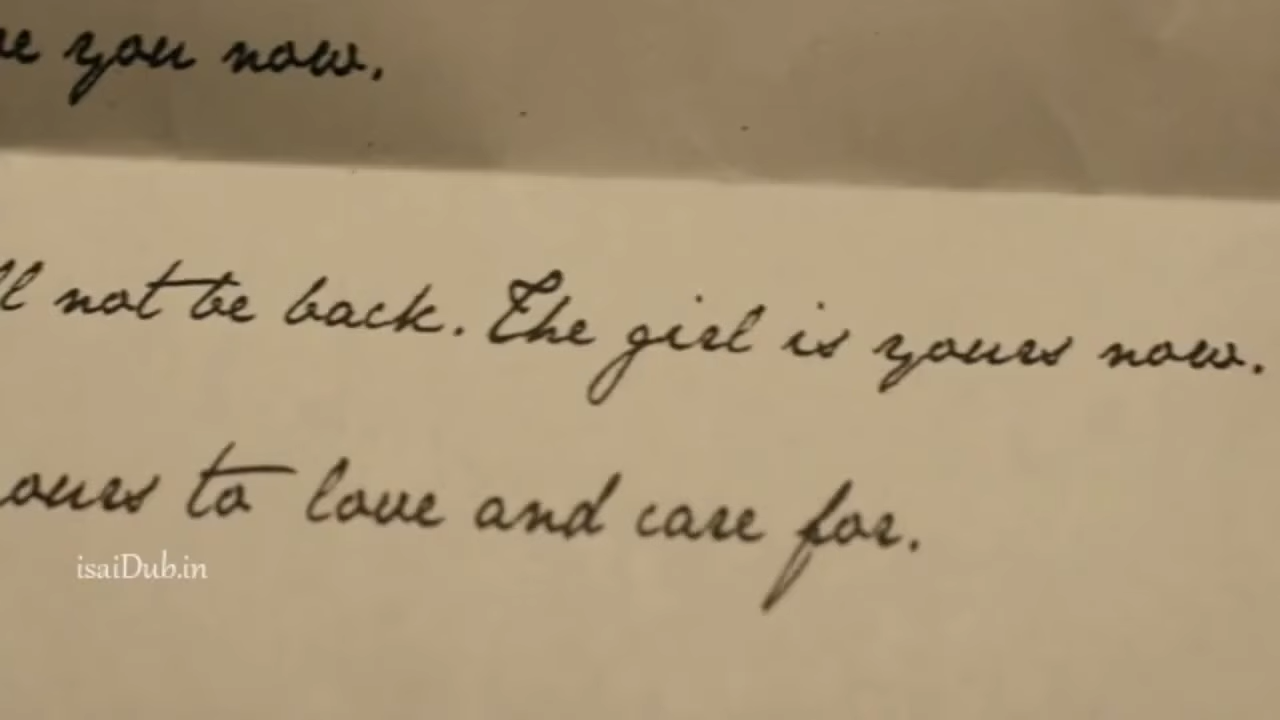 you now.
not be back. The girl is yours now.
to love and care for.
isaiDub.in